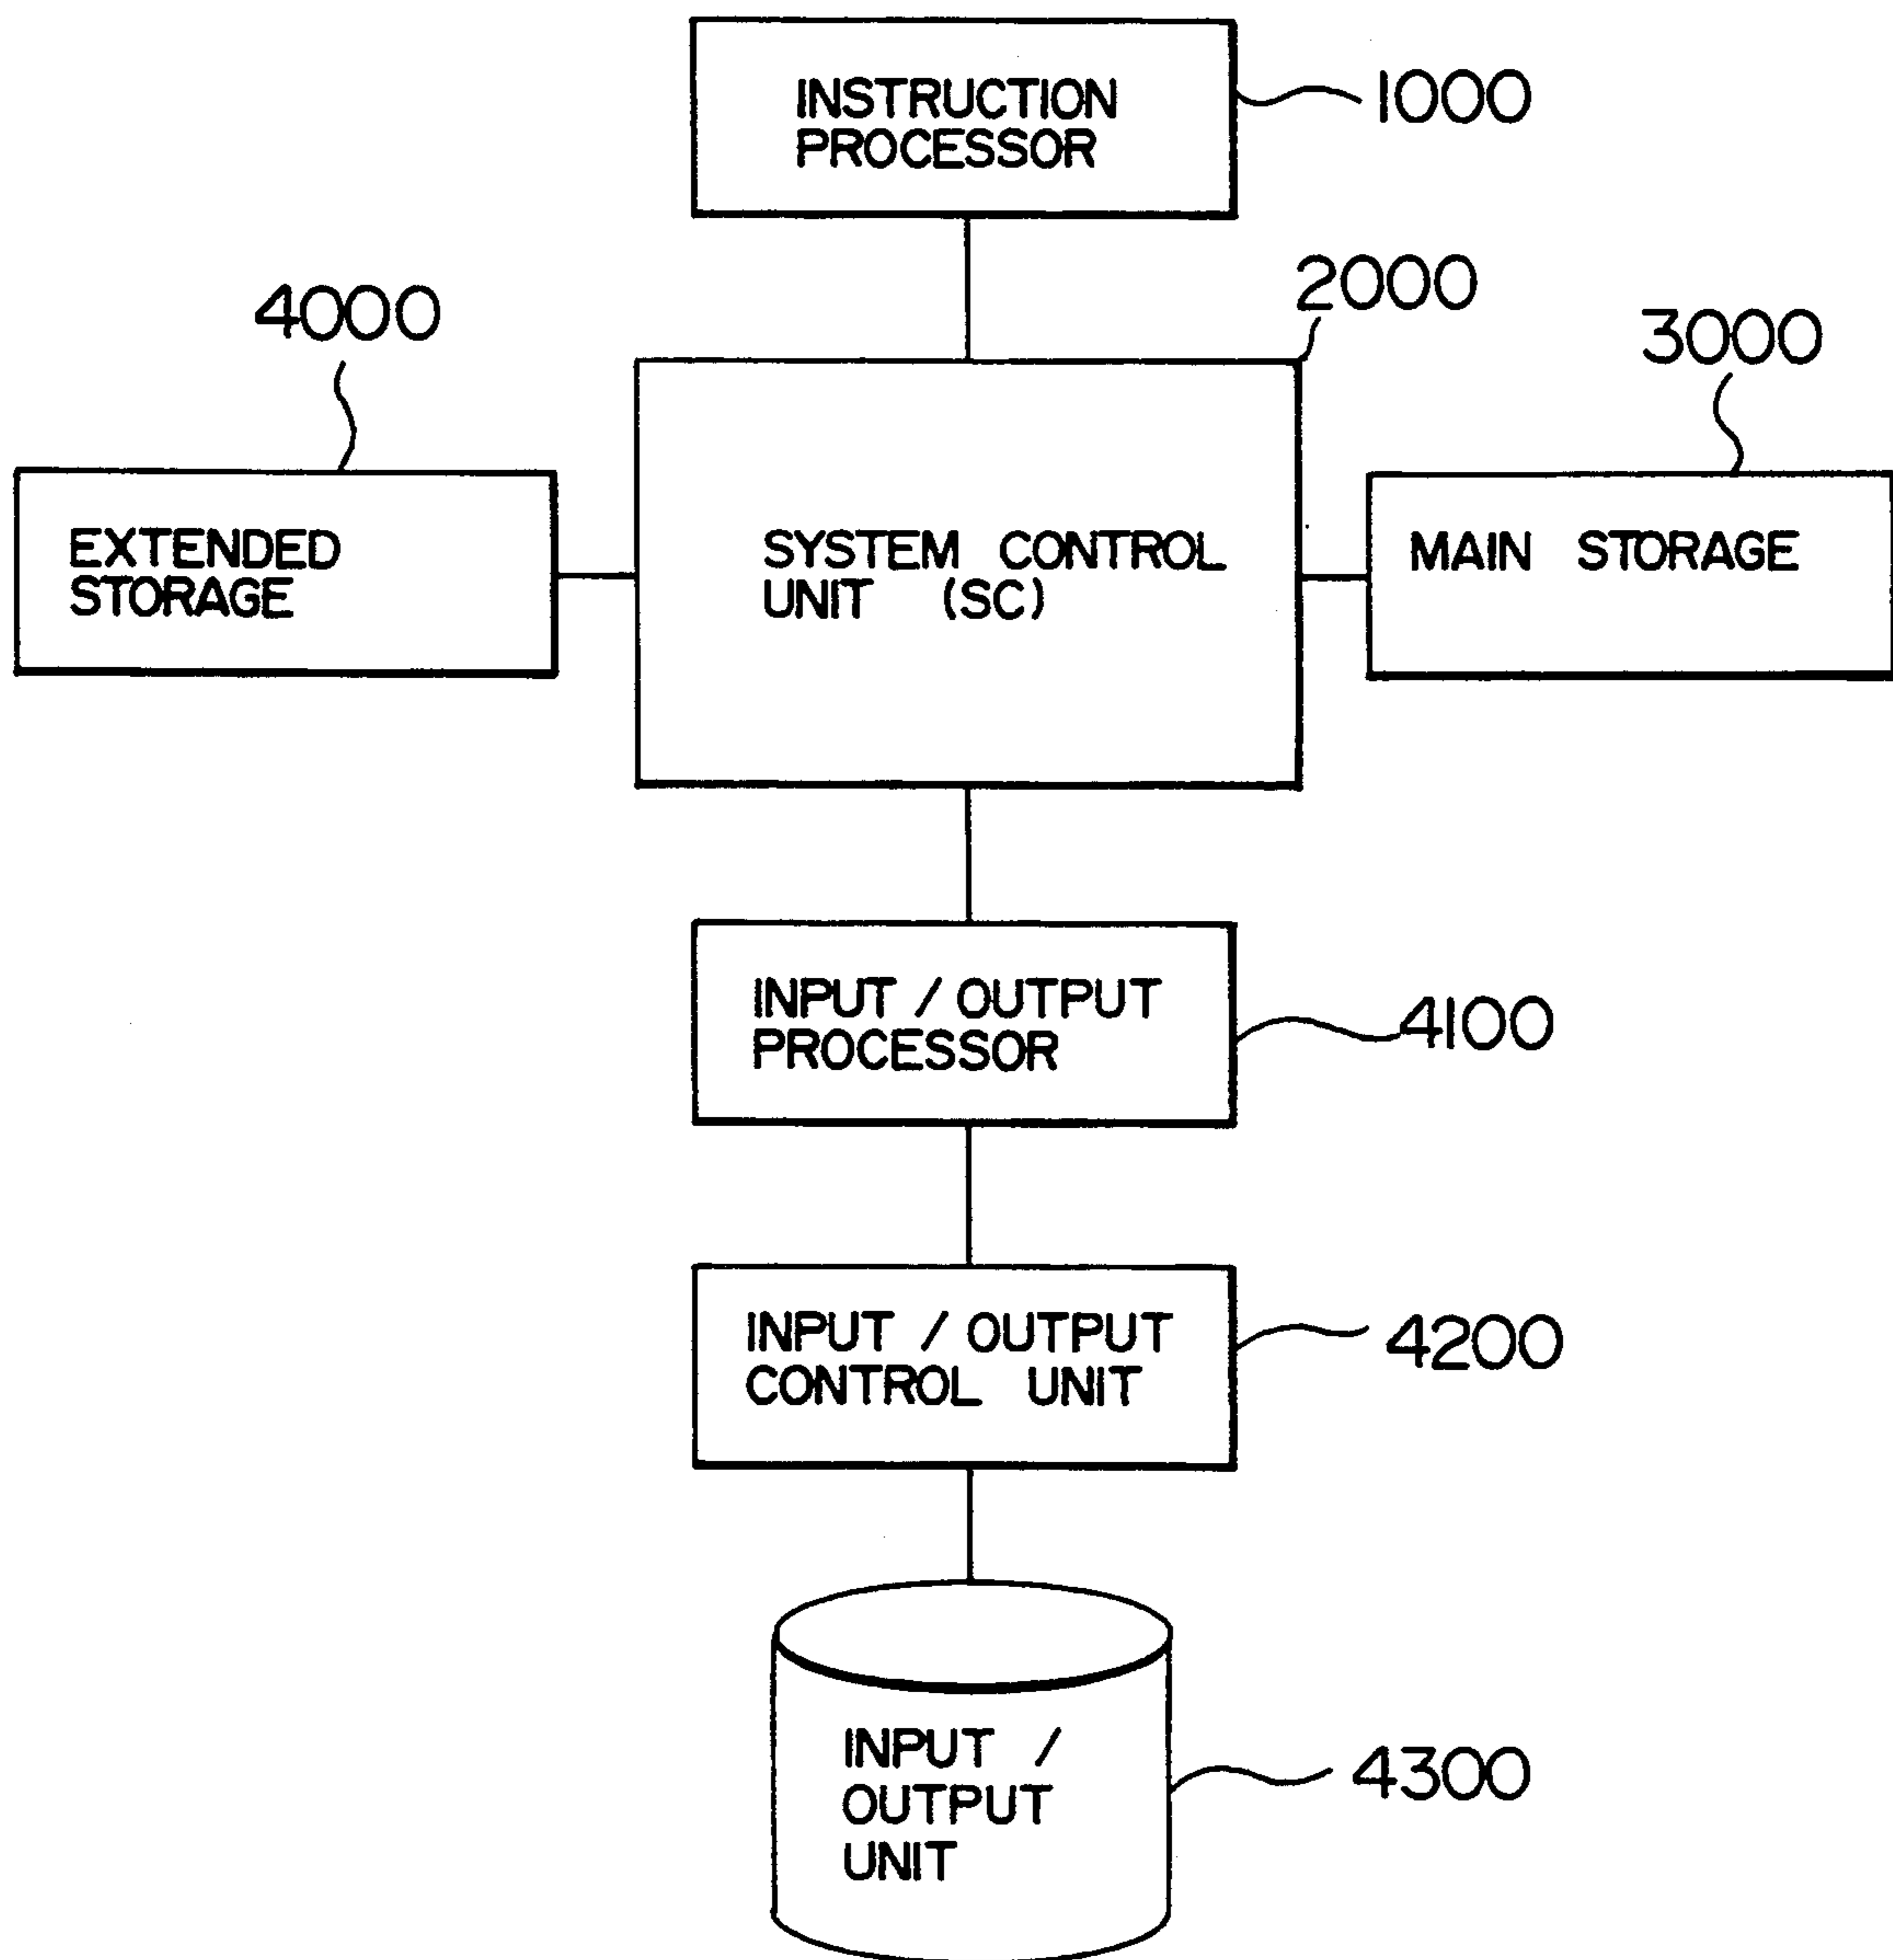 INSTRUCTION
PROCESSOR
1000
2000
4000
3000
EXTENDED
STORAGE
SYSTEM CONTROL
UNIT (SC)
MAIN STORAGE
INPUT / OUTPUT
PROCESSOR
4100
INPUT / OUTPUT
CONTROL UNIT
4200
INPUT /
OUTPUT
UNIT
4300